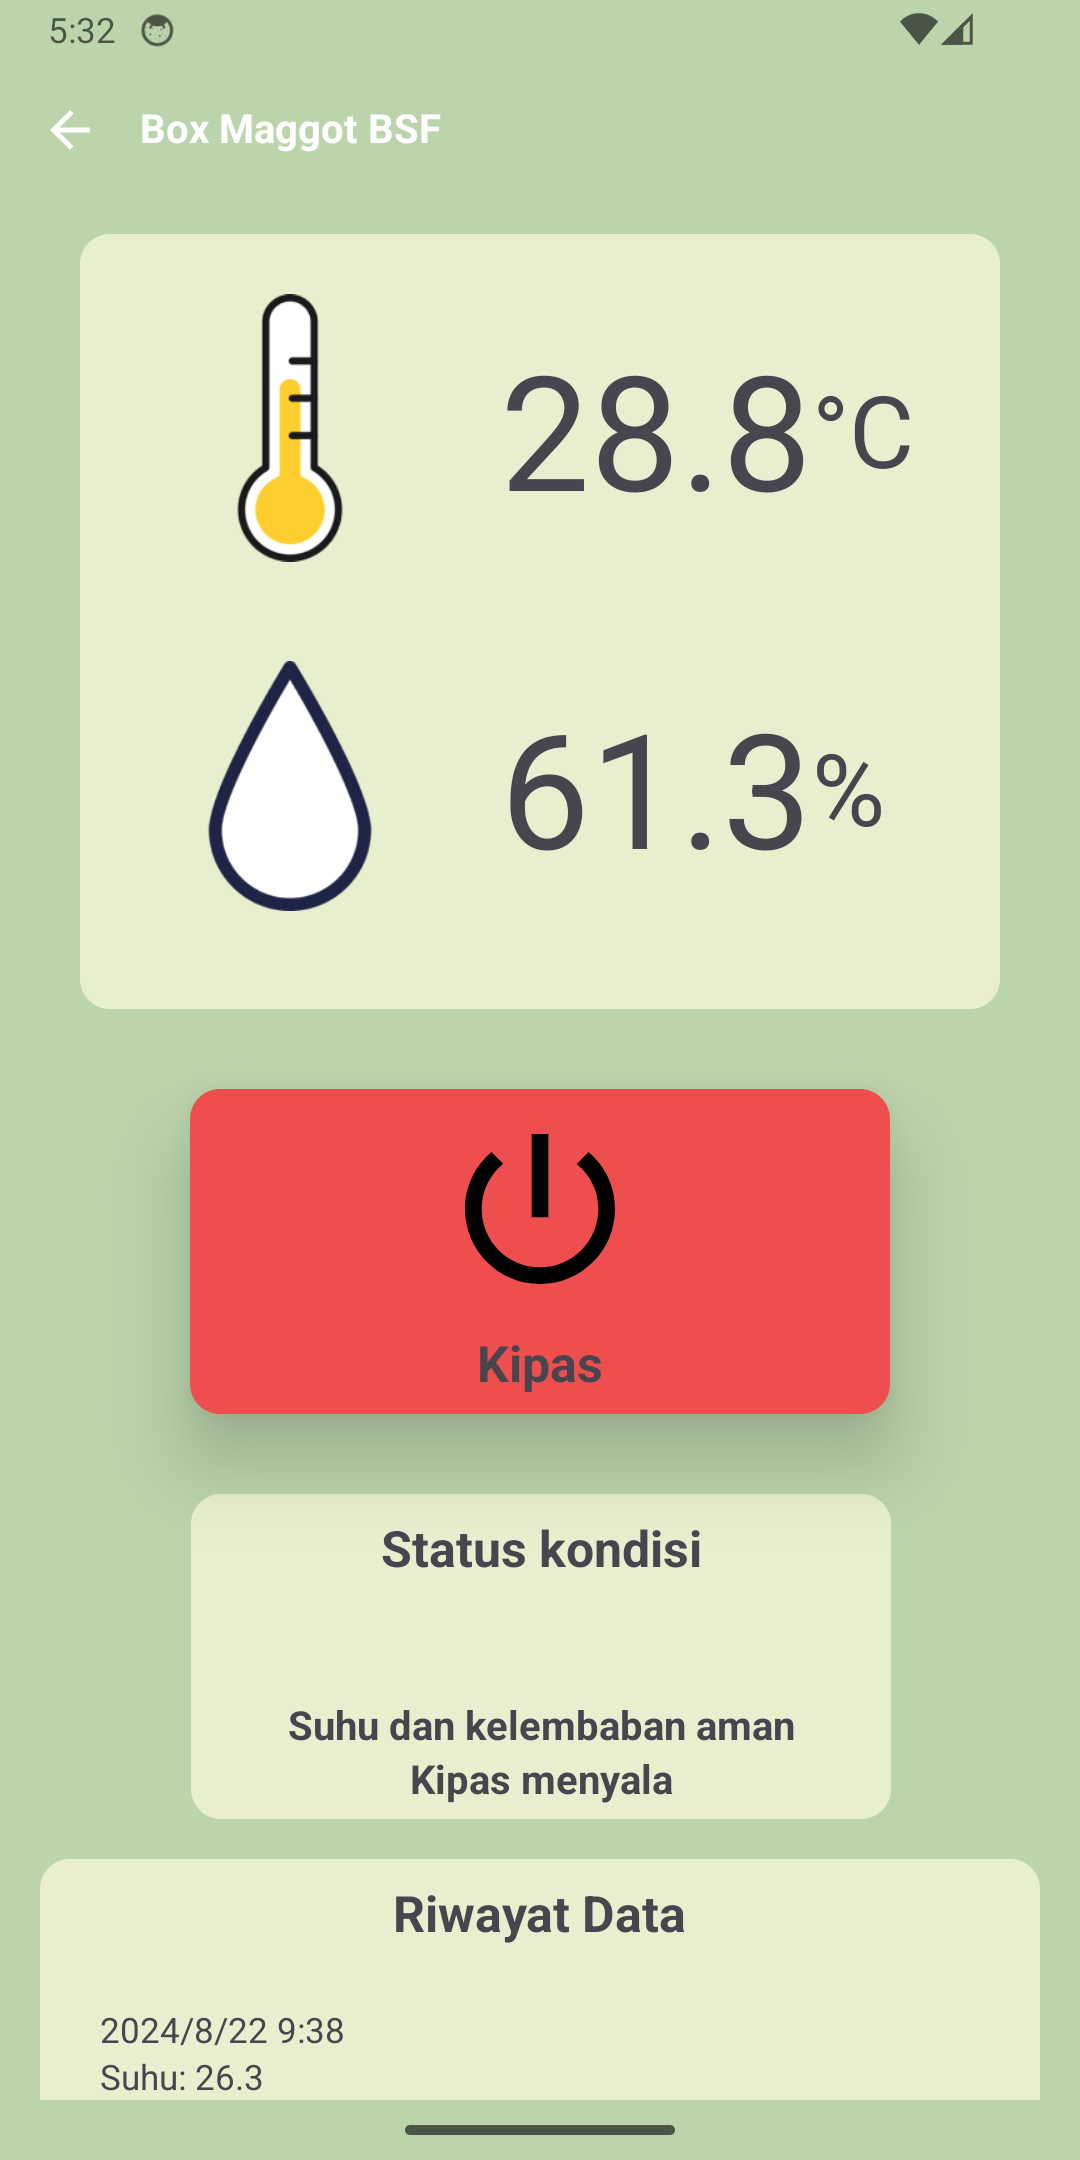 5:32
Box Maggot BSF
28.8°C
61.3%
Kipas
Status kondisi
Suhu dan kelembaban aman
Kipas menyala
Riwayat Data
2024/8/22 9:38
Suhu: 26.3